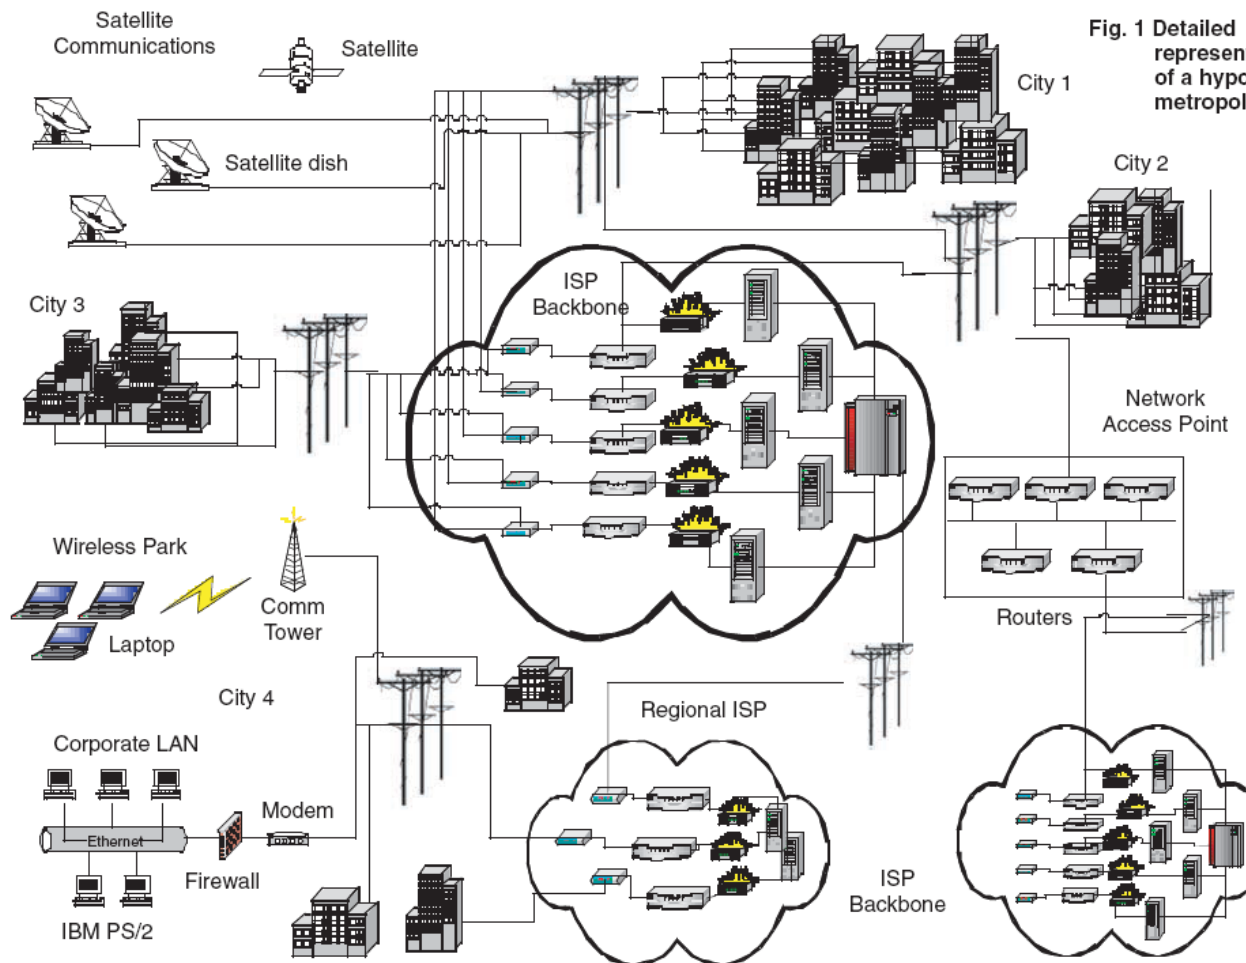 Satellite
Communications
Satellite
Fig. 1 Detailed
of a
City 1
Satellite dish
City 2
ISP
Backbone
City 3
Network
Access Point
Wireless Park
Comm
Tower
Laptop
Routers
City 4
Regional ISP
Corporate LAN
Modem
Ethernet
Firewall
ISP
Backbone
IBM PS/2